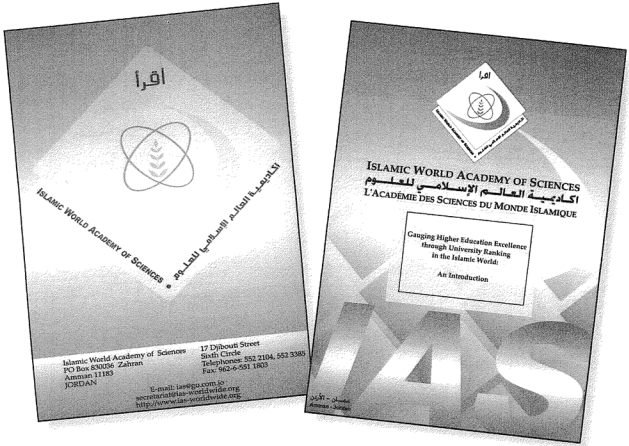 اقرأ
ISLAMIC WORLD ACADEMY OF SCIENCES •
اكاديمية العالم الإسلامي للعلوم
Islamic World Academy of Sciences
PO Box 830036 Zahran
Amman 11183
JORDAN
17 Djibouti Street
Sixth Circle
Telephones: 552 2104, 552 3385
Fax: 962-6-551 1803
E-mail: ias@go.com.jo
secretariat@ias-worldwide.org
http://www.ias-worldwide.org
اقرأ
ISLAMIC WORLD ACADEMY OF SCIENCES
اكاديمية العالم الإسلامي للعلوم
L'ACADÉMIE DES SCIENCES DU MONDE ISLAMIQUE
Gauging Higher Education Excellence
through University Ranking
in the Islamic World:
An Introduction
IAS
عمـان - الأردن
Amman - Jordan